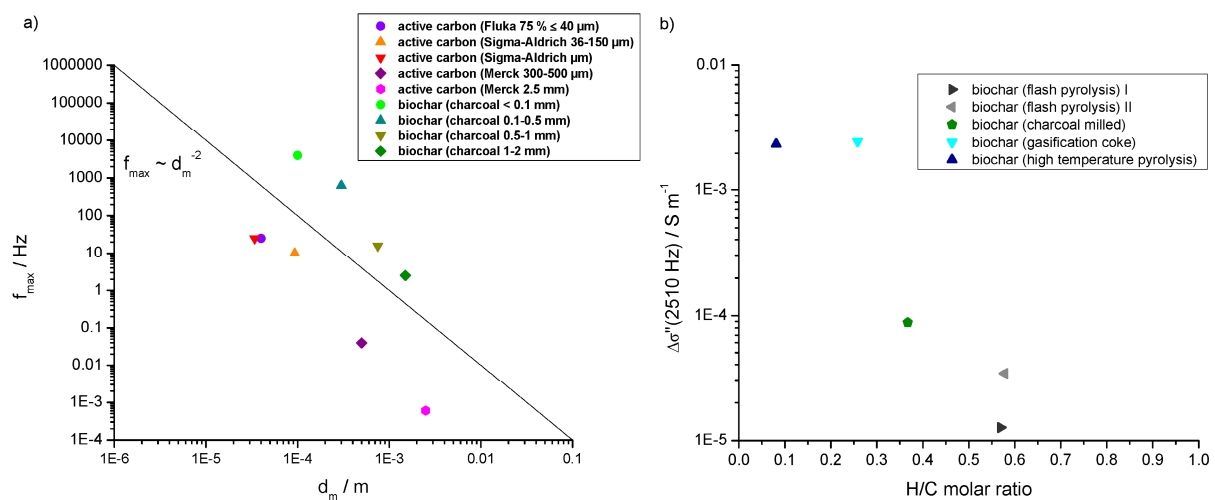 a)
active carbon (Fluka 75 % ≤ 40 µm)
active carbon (Sigma-Aldrich 36-150 µm)
active carbon (Sigma-Aldrich µm)
active carbon (Merck 300-500 µm)
active carbon (Merck 2.5 mm)
biochar (charcoal < 0.1 mm)
biochar (charcoal 0.1-0.5 mm)
biochar (charcoal 0.5-1 mm)
biochar (charcoal 1-2 mm)
1000000
100000
10000
1000
100
10
1
0.1
0.01
1E-3
1E-4
f_max / Hz
f_max ~ d_m^-2
1E-6
1E-5
1E-4
1E-3
0.01
0.1
d_m / m
b)
biochar (flash pyrolysis) I
biochar (flash pyrolysis) II
biochar (charcoal milled)
biochar (gasification coke)
biochar (high temperature pyrolysis)
0.01
1E-3
1E-4
1E-5
Δσ"(2510 Hz) / S m^-1
0.0
0.1
0.2
0.3
0.4
0.5
0.6
0.7
0.8
0.9
1.0
H/C molar ratio